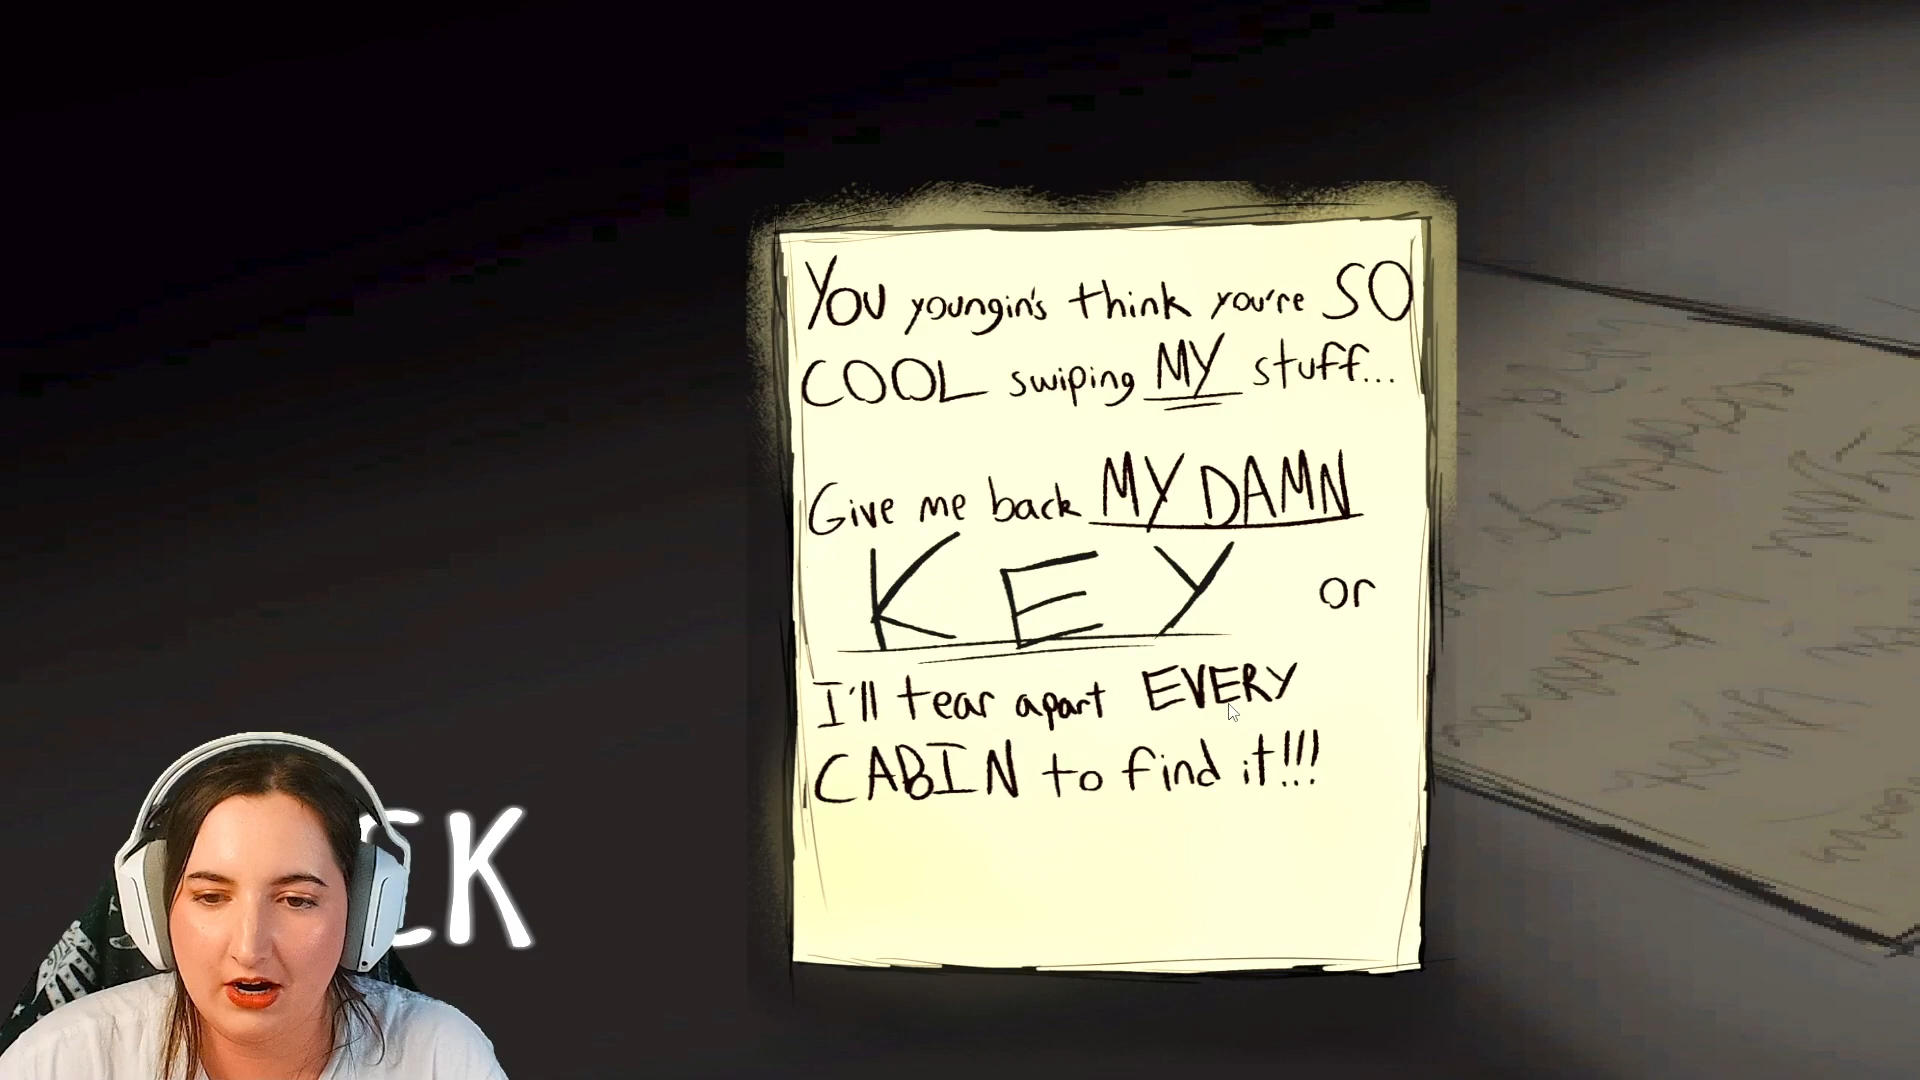 You youngin's think you're SO
COOL swiping MY stuff...
Give me back MY DAMN
KEY or
I'll tear apart EVERY
CABIN to find it!!!
CK